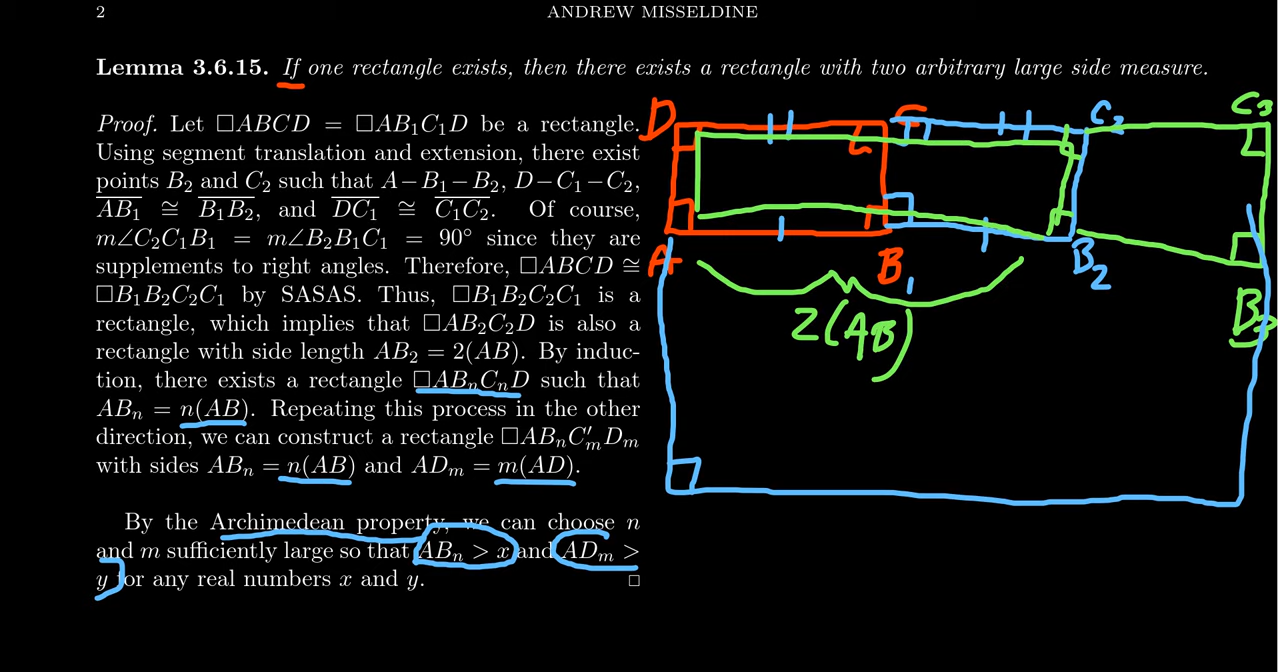 2
ANDREW MISSELDINE
Lemma 3.6.15. If one rectangle exists, then there exists a rectangle with two arbitrary large side measure.
Proof. Let □ABCD = □AB₁C₁D be a rectangle.
Using segment translation and extension, there exist
points B₂ and C₂ such that A−B₁−B₂, D−C₁−C₂,
A̅B̅₁ ≅ B̅₁B̅₂, and D̅C̅₁ ≅ C̅₁C̅₂. Of course,
m∠C₂C₁B₁ = m∠B₂B₁C₁ = 90° since they are
supplements to right angles. Therefore, □ABCD ≅
□B₁B₂C₂C₁ by SASAS. Thus, □B₁B₂C₂C₁ is a
rectangle, which implies that □AB₂C₂D is also a
rectangle with side length AB₂ = 2(AB). By induc-
tion, there exists a rectangle □ABₙCₙD such that
ABₙ = n(AB). Repeating this process in the other
direction, we can construct a rectangle □ABₙC′ₘDₘ
with sides ABₙ = n(AB) and ADₘ = m(AD).
By the Archimedean property, we can choose n
and m sufficiently large so that ABₙ > x and ADₘ >
y for any real numbers x and y. □
D
C₂
C₃
A
B₁
B₂
B₃
2(AB)